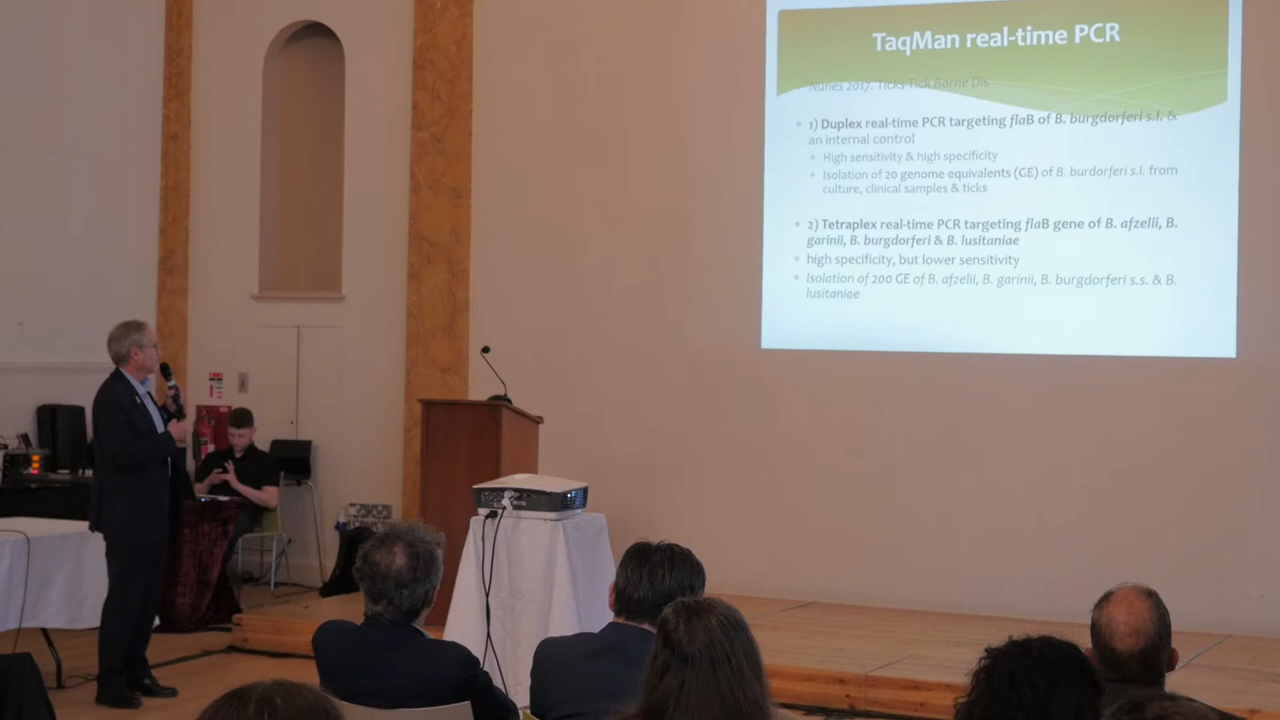 TaqMan real-time PCR
Nunes 2017. Ticks Tick Borne Dis
• 1) Duplex real-time PCR targeting flaB of B. burgdorferi s.l. &
an internal control
• High sensitivity & high specificity
• Isolation of 20 genome equivalents (GE) of B. burdorferi s.l. from
culture, clinical samples & ticks
• 2) Tetraplex real-time PCR targeting flaB gene of B. afzelii, B.
garinii, B. burgdorferi & B. lusitaniae
• high specificity, but lower sensitivity
• Isolation of 200 GE of B. afzelii, B. garinii, B. burgdorferi s.s. & B.
lusitaniae